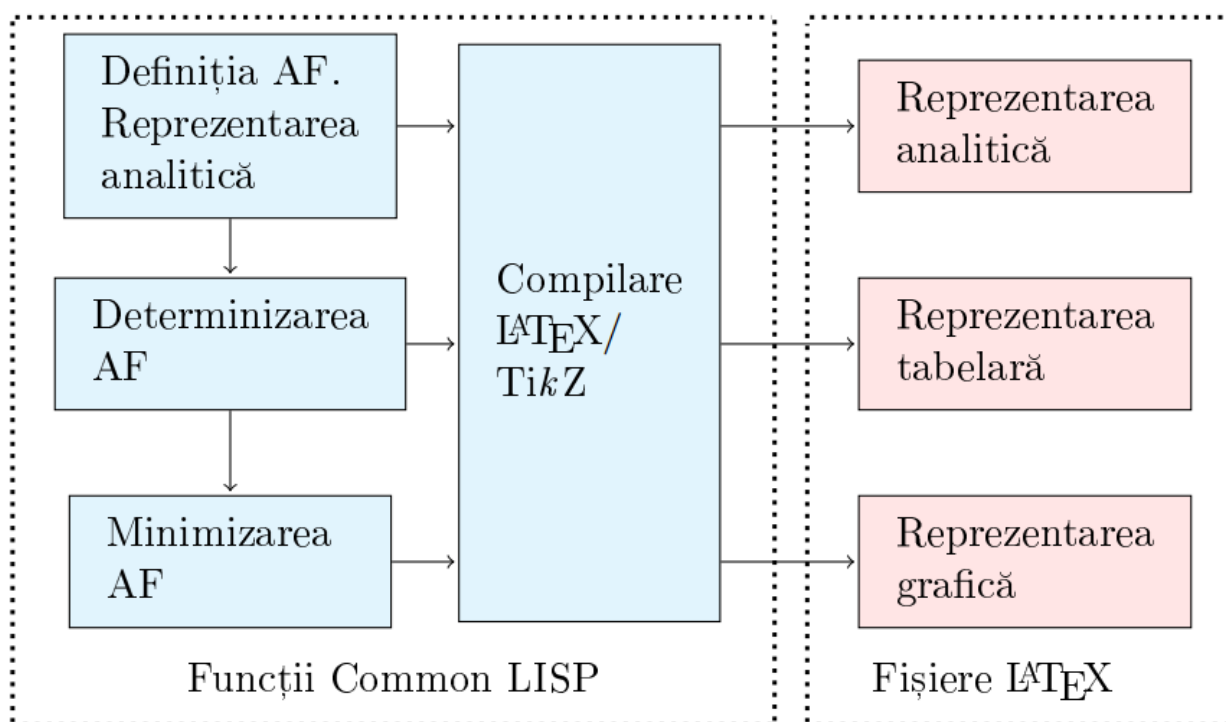 Definiția AF.
Reprezentarea
analitică
Determinizarea
AF
Minimizarea
AF
Compilare
LATEX/
TikZ
Reprezentarea
analitică
Reprezentarea
tabelară
Reprezentarea
grafică
Funcții Common LISP
Fișiere LATEX